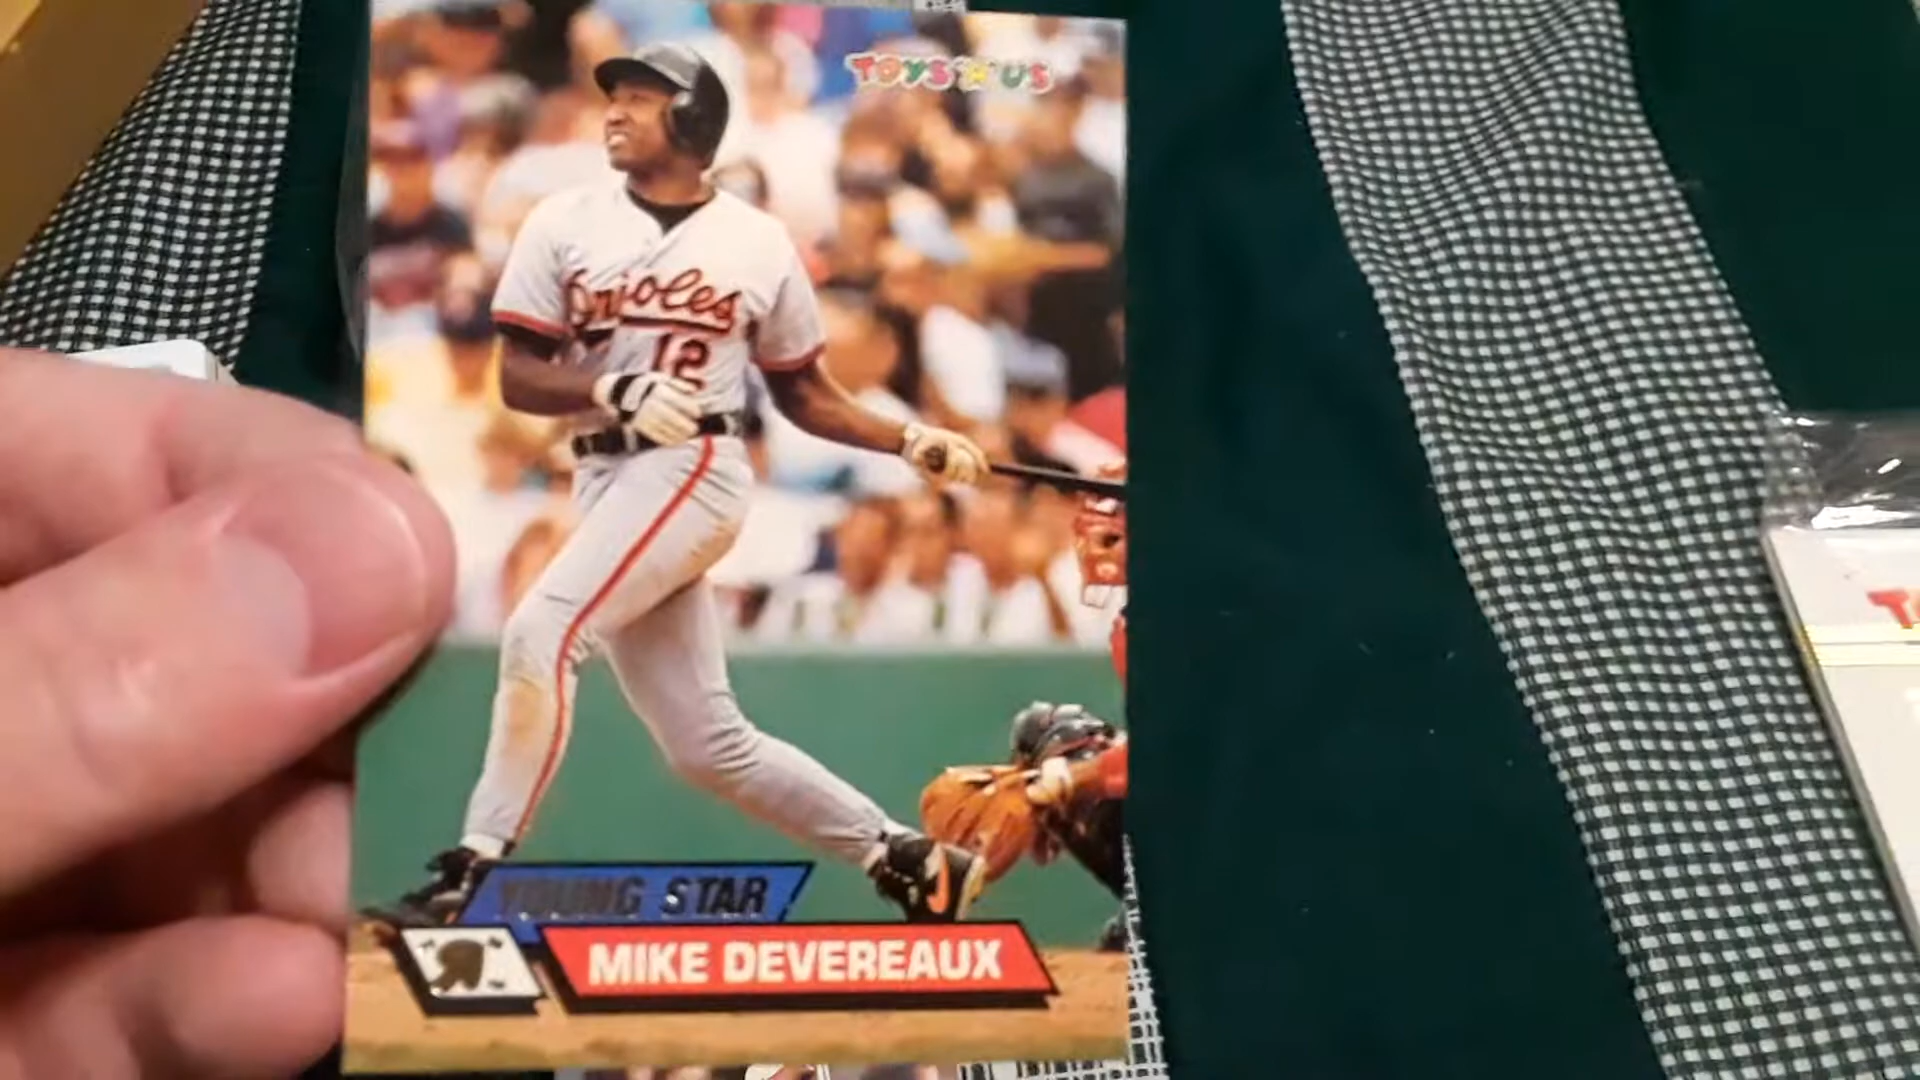 TOYS "R" US
Orioles
12
YOUNG STAR
MIKE DEVEREAUX